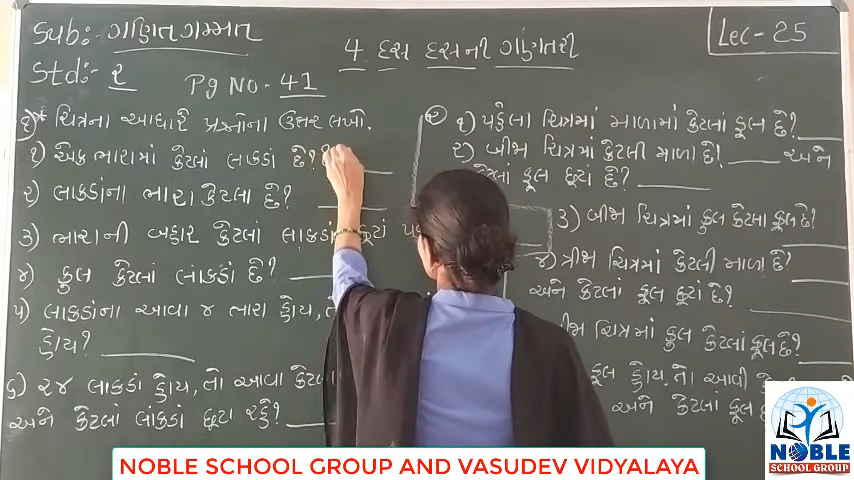 Sub:- ગણિત ગમ્મત
Std:- ૨
Pg No - 41
4. દસ દસની ગણતરી
Lec - 25
૧)* ચિત્રના આધારે પ્રશ્નોના ઉત્તર લખો.
૧) એક ભારામાં કેટલાં લાકડાં છે?
૨) લાકડાંના ભારા કેટલા છે?
૩) ભારાની બહાર કેટલાં લાકડાં છૂટાં
૪) કુલ કેટલાં લાકડાં છે?
૫) લાકડાંના આવા ૪ ભારા હોય,
હોય?
૬) ૨૪ લાકડાં હોય, તો આવા
અને કેટલાં લાંકડાં છૂટા રહે?
૨ ૧) પહેલા ચિત્રમાં માળામાં કેટલાં ફૂલ છે?
૨) બીજા ચિત્રમાં કેટલી માળા છે? ____ અને
કેટલાં ફૂલ છૂટાં છે?
૩) બીજા ચિત્રમાં કુલ કેટલા ફૂલ છે?
૪) ત્રીજા ચિત્રમાં કેટલી માળા છે?
અને કેટલાં ફૂલ છૂટાં છે?
ચિત્રમાં કુલ કેટલાં ફૂલ છે?
ફૂલ હોય, તો આવી
અને કેટલાં ફૂલ
NOBLE
SCHOOL GROUP
NOBLE SCHOOL GROUP AND VASUDEV VIDYALAYA